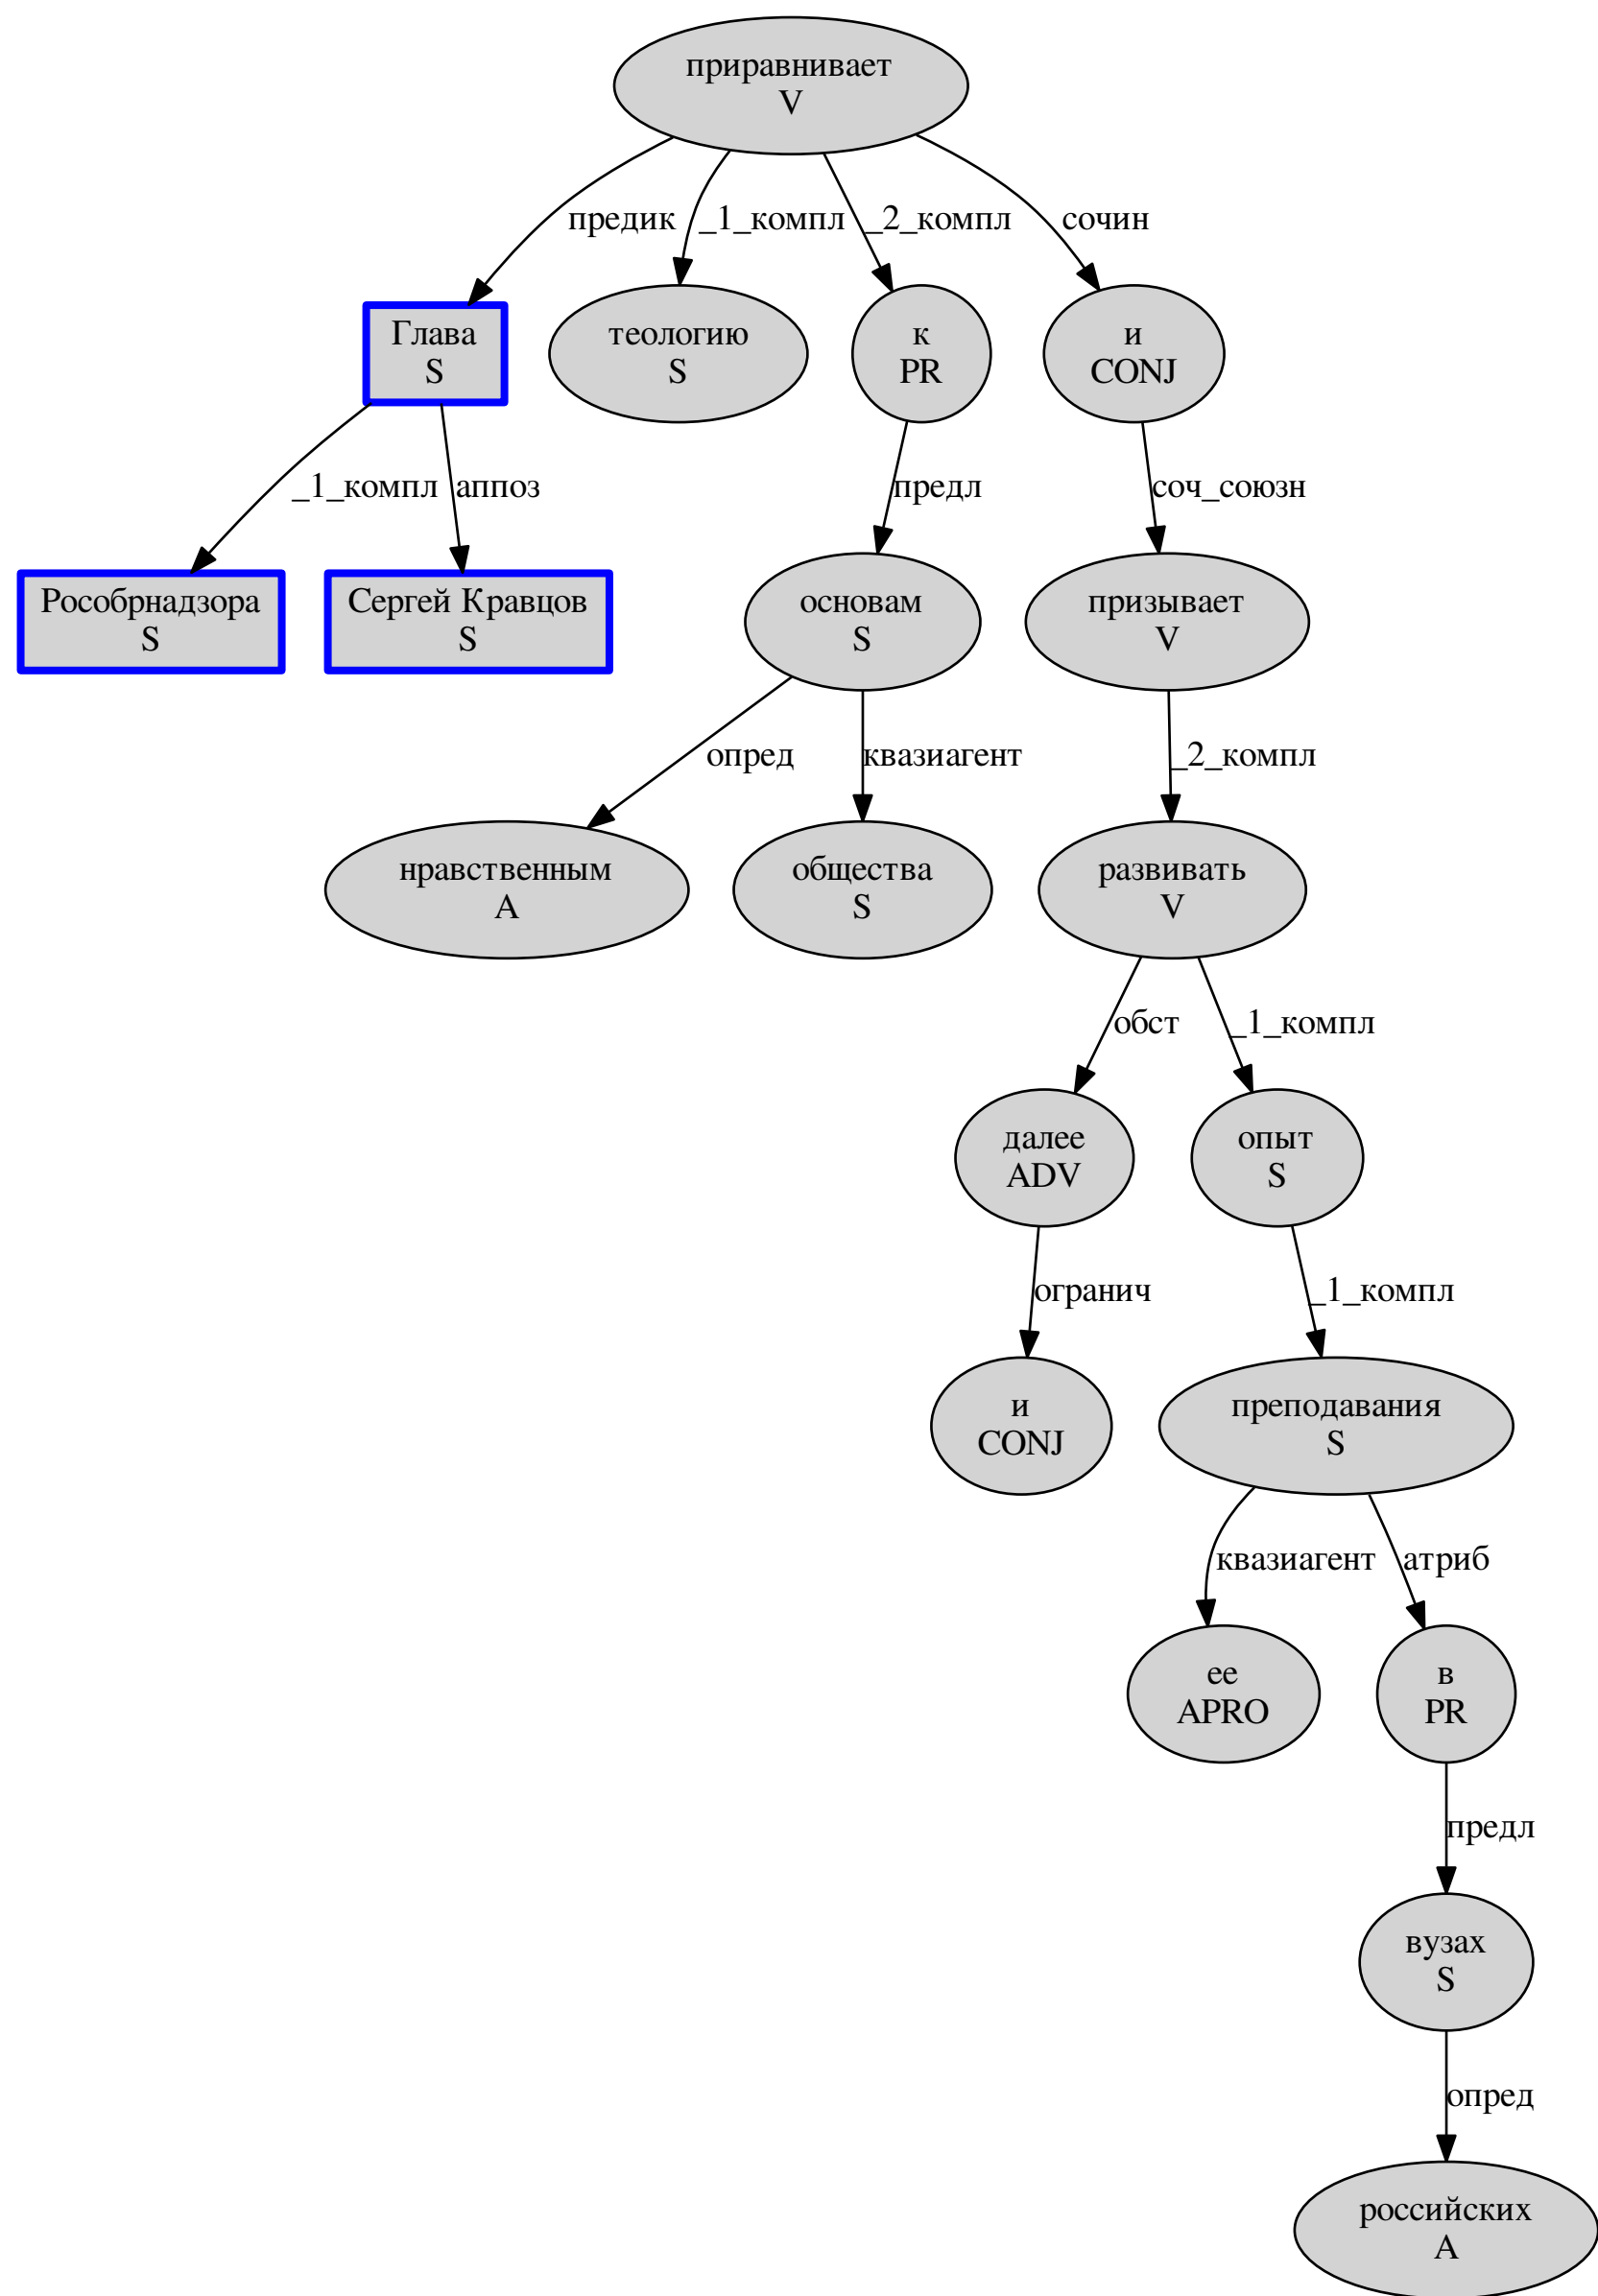 приравнивает
V
предик
_1_компл
_2_компл
сочин
Глава
S
теологию
S
к
PR
и
CONJ
_1_компл
аппоз
предл
соч_союзн
Рособрнадзора
S
Сергей Кравцов
S
основам
S
призывает
V
опред
квазиагент
_2_компл
нравственным
A
общества
S
развивать
V
обст
_1_компл
далее
ADV
опыт
S
огранич
_1_компл
и
CONJ
преподавания
S
квазиагент
атриб
ее
APRO
в
PR
предл
вузах
S
опред
российских
A